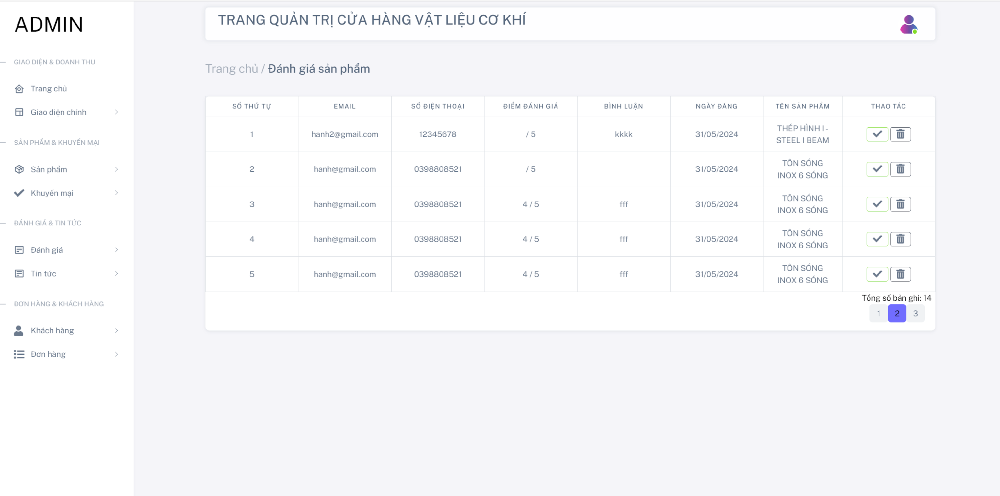 ADMIN
GIAO DIỆN & DOANH THU
Trang chủ
Giao diện chính
SẢN PHẨM & KHUYẾN MẠI
Sản phẩm
Khuyến mại
ĐÁNH GIÁ & TIN TỨC
Đánh giá
Tin tức
ĐƠN HÀNG & KHÁCH HÀNG
Khách hàng
Đơn hàng
TRANG QUẢN TRỊ CỬA HÀNG VẬT LIỆU CƠ KHÍ
Trang chủ / Đánh giá sản phẩm
SỐ THỨ TỰ EMAIL SỐ ĐIỆN THOẠI ĐIỂM ĐÁNH GIÁ BÌNH LUẬN NGÀY ĐĂNG TÊN SẢN PHẨM THAO TÁC
1 hanh2@gmail.com 12345678 / 5 kkkk 31/05/2024 THÉP HÌNH I -
STEEL I BEAM
2 hanh@gmail.com 0398808521 / 5 31/05/2024 TÔN SÓNG
INOX 6 SÓNG
3 hanh@gmail.com 0398808521 4 / 5 fff 31/05/2024 TÔN SÓNG
INOX 6 SÓNG
4 hanh@gmail.com 0398808521 4 / 5 fff 31/05/2024 TÔN SÓNG
INOX 6 SÓNG
5 hanh@gmail.com 0398808521 4 / 5 fff 31/05/2024 TÔN SÓNG
INOX 6 SÓNG
Tổng số bản ghi: 14
1 2 3